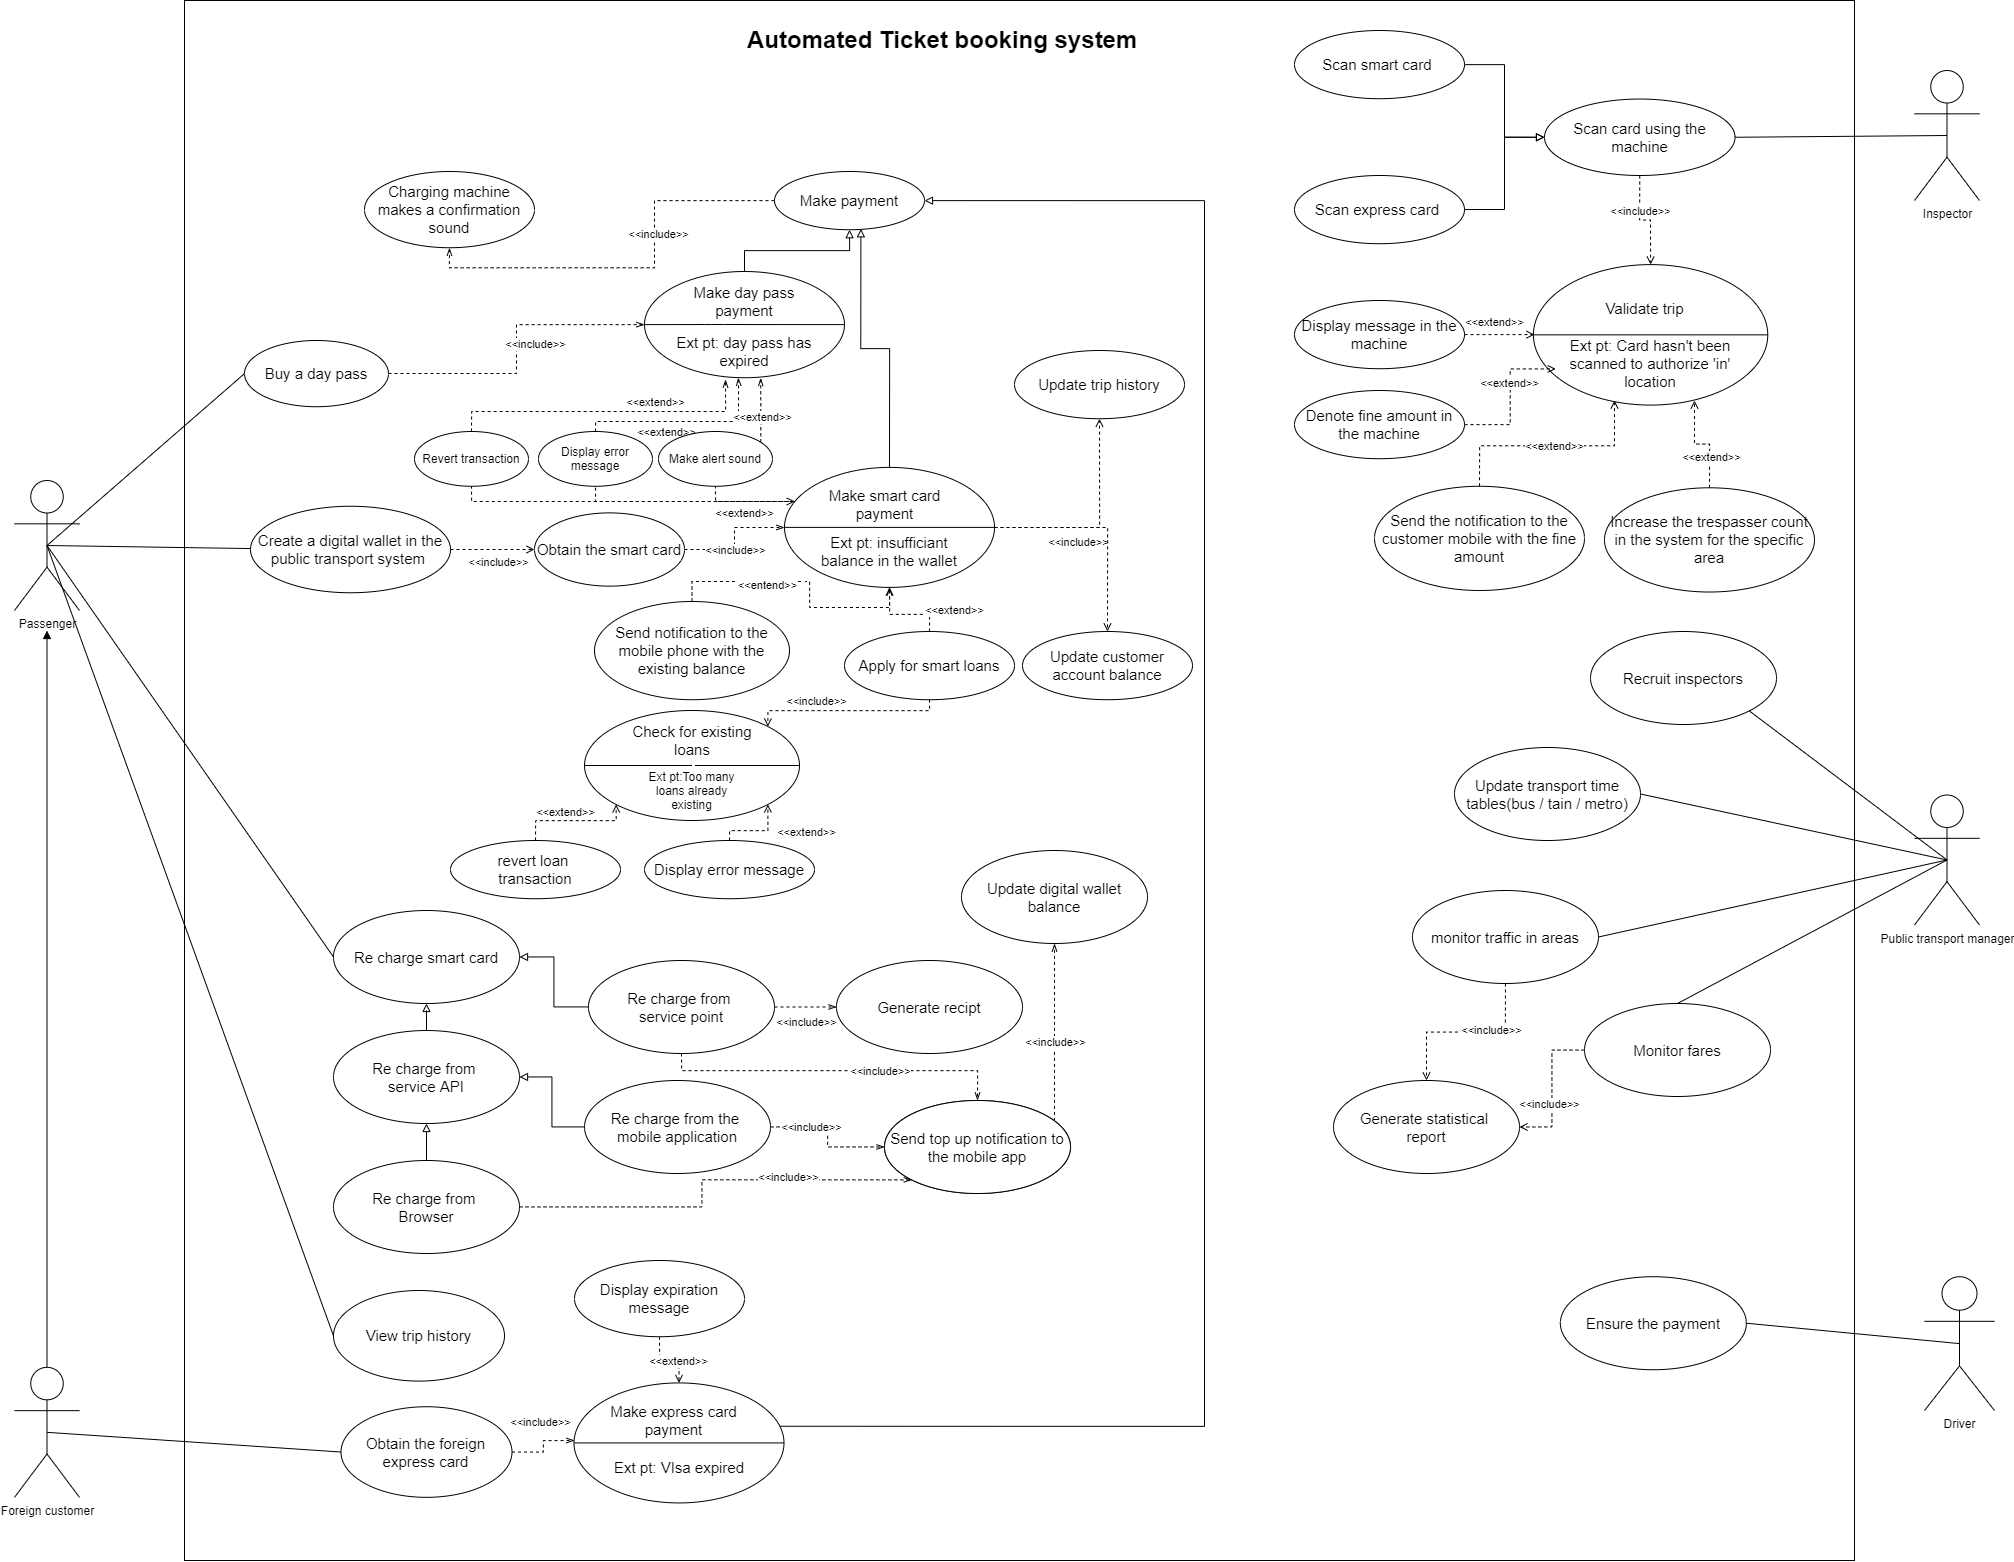 Automated Ticket booking system
Scan smart card
Scan card using the
machine
Scan express card
<<include>>
Inspector
Charging machine
makes a confirmation
sound
Make payment
<<include>>
Make day pass
payment
Ext pt: day pass has
expired
<<include>>
Buy a day pass
Validate trip
Ext pt: Card hasn't been
scanned to authorize 'in'
location
Display message in the
machine
<<extend>>
<<extend>>
Denote fine amount in
the machine
<<extend>>
<<extend>>
Send the notification to the
customer mobile with the fine
amount
Increase the trespasser count
in the system for the specific
area
Update trip history
<<extend>>
<<extend>>
<<extend>>
Revert transaction
Display error
message
Make alert sound
<<extend>>
Make smart card
payment
Ext pt: insufficient
balance in the wallet
<<include>>
Create a digital wallet in the
public transport system
<<include>>
Obtain the smart card
<<include>>
Passenger
<<entend>>
<<extend>>
Send notification to the
mobile phone with the
existing balance
Apply for smart loans
Update customer
account balance
<<include>>
Check for existing
loans
Ext pt:Too many
loans already
existing
<<extend>>
<<extend>>
revert loan
transaction
Display error message
Recruit inspectors
Update transport time
tables(bus / tain / metro)
monitor traffic in areas
Public transport manager
<<include>>
Monitor fares
<<include>>
Generate statistical
report
Update digital wallet
balance
Re charge smart card
Re charge from
service point
<<include>>
Generate recipt
<<include>>
<<include>>
Re charge from
service API
Re charge from the
mobile application
<<include>>
Send top up notification to
the mobile app
<<include>>
Re charge from
Browser
Display expiration
message
View trip history
<<extend>>
Ensure the payment
Driver
Make express card
payment
Ext pt: VIsa expired
<<include>>
Obtain the foreign
express card
Foreign customer